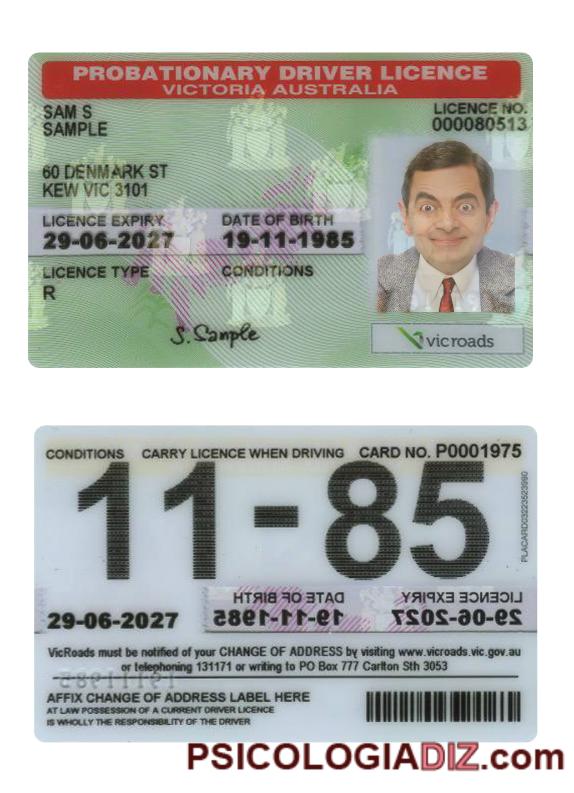 PROBATIONARY DRIVER LICENCE
VICTORIA AUSTRALIA
SAM S
SAMPLE
LICENCE NO.
000080513
60 DENMARK ST
KEW VIC 3101
LICENCE EXPIRY DATE OF BIRTH
29-06-2027 19-11-1985
LICENCE TYPE CONDITIONS
R
S. Sample
vicroads
CONDITIONS CARRY LICENCE WHEN DRIVING CARD NO. P0001975
11-85
PLACARD03223523980
DATE OF BIRTH LICENCE EXPIRY
29-06-2027 19-11-1985 29-06-2027
VicRoads must be notified of your CHANGE OF ADDRESS by visiting www.vicroads.vic.gov.au
or telephoning 131171 or writing to PO Box 777 Carlton Sth 3053
19111985
AFFIX CHANGE OF ADDRESS LABEL HERE
AT LAW POSSESSION OF A CURRENT DRIVER LICENCE
IS WHOLLY THE RESPONSIBILITY OF THE DRIVER
PSICOLOGIADIZ.com